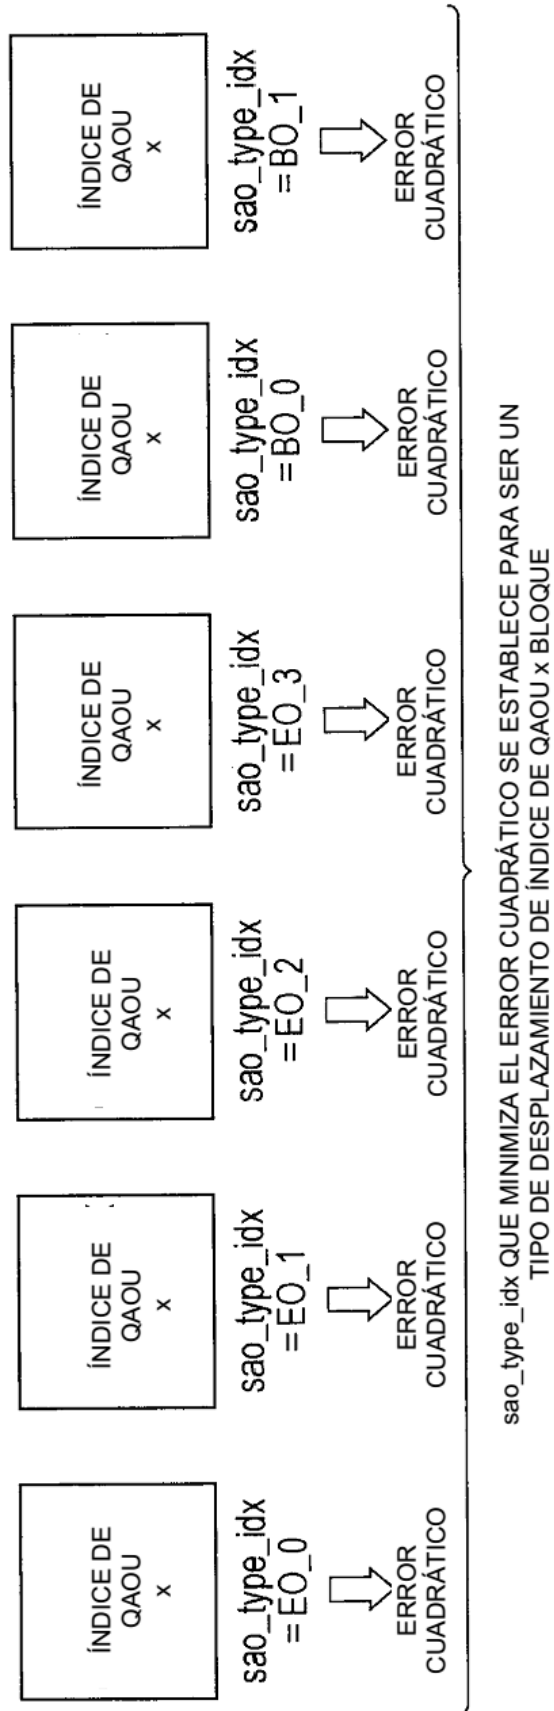 ÍNDICE DE
QAOU
x
sao_type_idx
=EO_0
ERROR
CUADRÁTICO
ÍNDICE DE
QAOU
x
sao_type_idx
=EO_1
ERROR
CUADRÁTICO
ÍNDICE DE
QAOU
x
sao_type_idx
=EO_2
ERROR
CUADRÁTICO
ÍNDICE DE
QAOU
x
sao_type_idx
=EO_3
ERROR
CUADRÁTICO
ÍNDICE DE
QAOU
x
sao_type_idx
=BO_0
ERROR
CUADRÁTICO
ÍNDICE DE
QAOU
x
sao_type_idx
=BO_1
ERROR
CUADRÁTICO
sao_type_idx QUE MINIMIZA EL ERROR CUADRÁTICO SE ESTABLECE PARA SER UN
TIPO DE DESPLAZAMIENTO DE ÍNDICE DE QAOU x BLOQUE